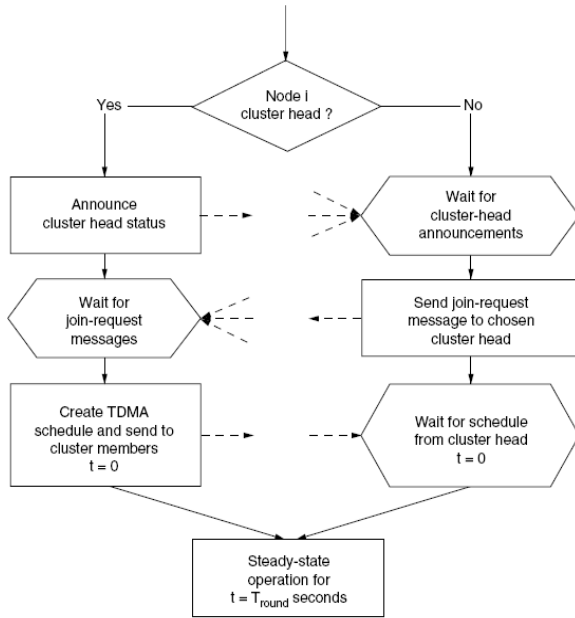 Node i
cluster head ?
Yes
No
Announce
cluster head status
Wait for
cluster-head
announcements
Wait for
join-request
messages
Send join-request
message to chosen
cluster head
Create TDMA
schedule and send to
cluster members
t = 0
Wait for schedule
from cluster head
t = 0
Steady-state
operation for
t = Tround seconds